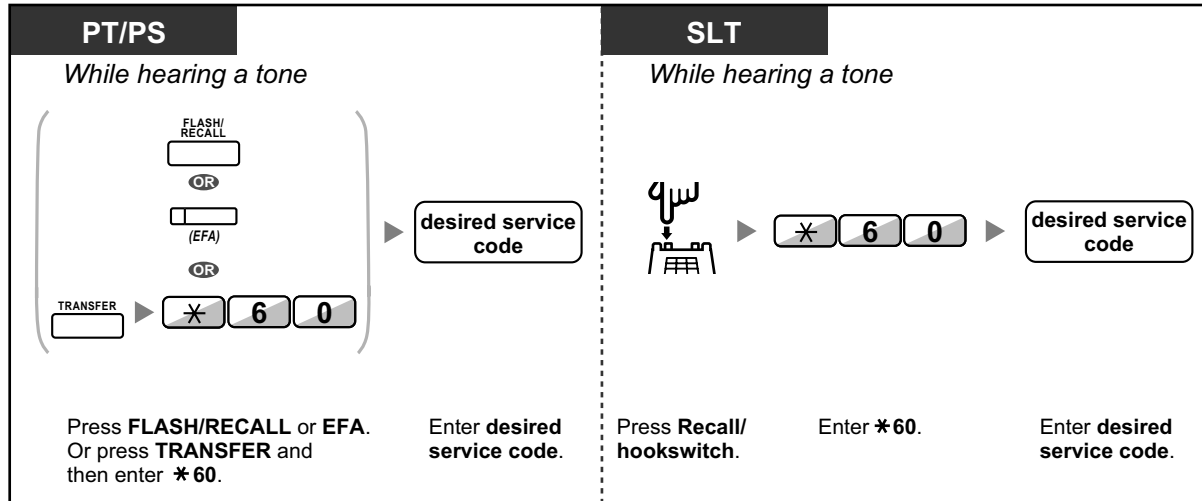 PT/PS
While hearing a tone
FLASH/
RECALL
OR
(EFA)
OR
TRANSFER
* 6 0
desired service
code
Press FLASH/RECALL or EFA.
Or press TRANSFER and
then enter *60.
Enter desired
service code.
SLT
While hearing a tone
* 6 0
desired service
code
Press Recall/
hookswitch.
Enter *60.
Enter desired
service code.